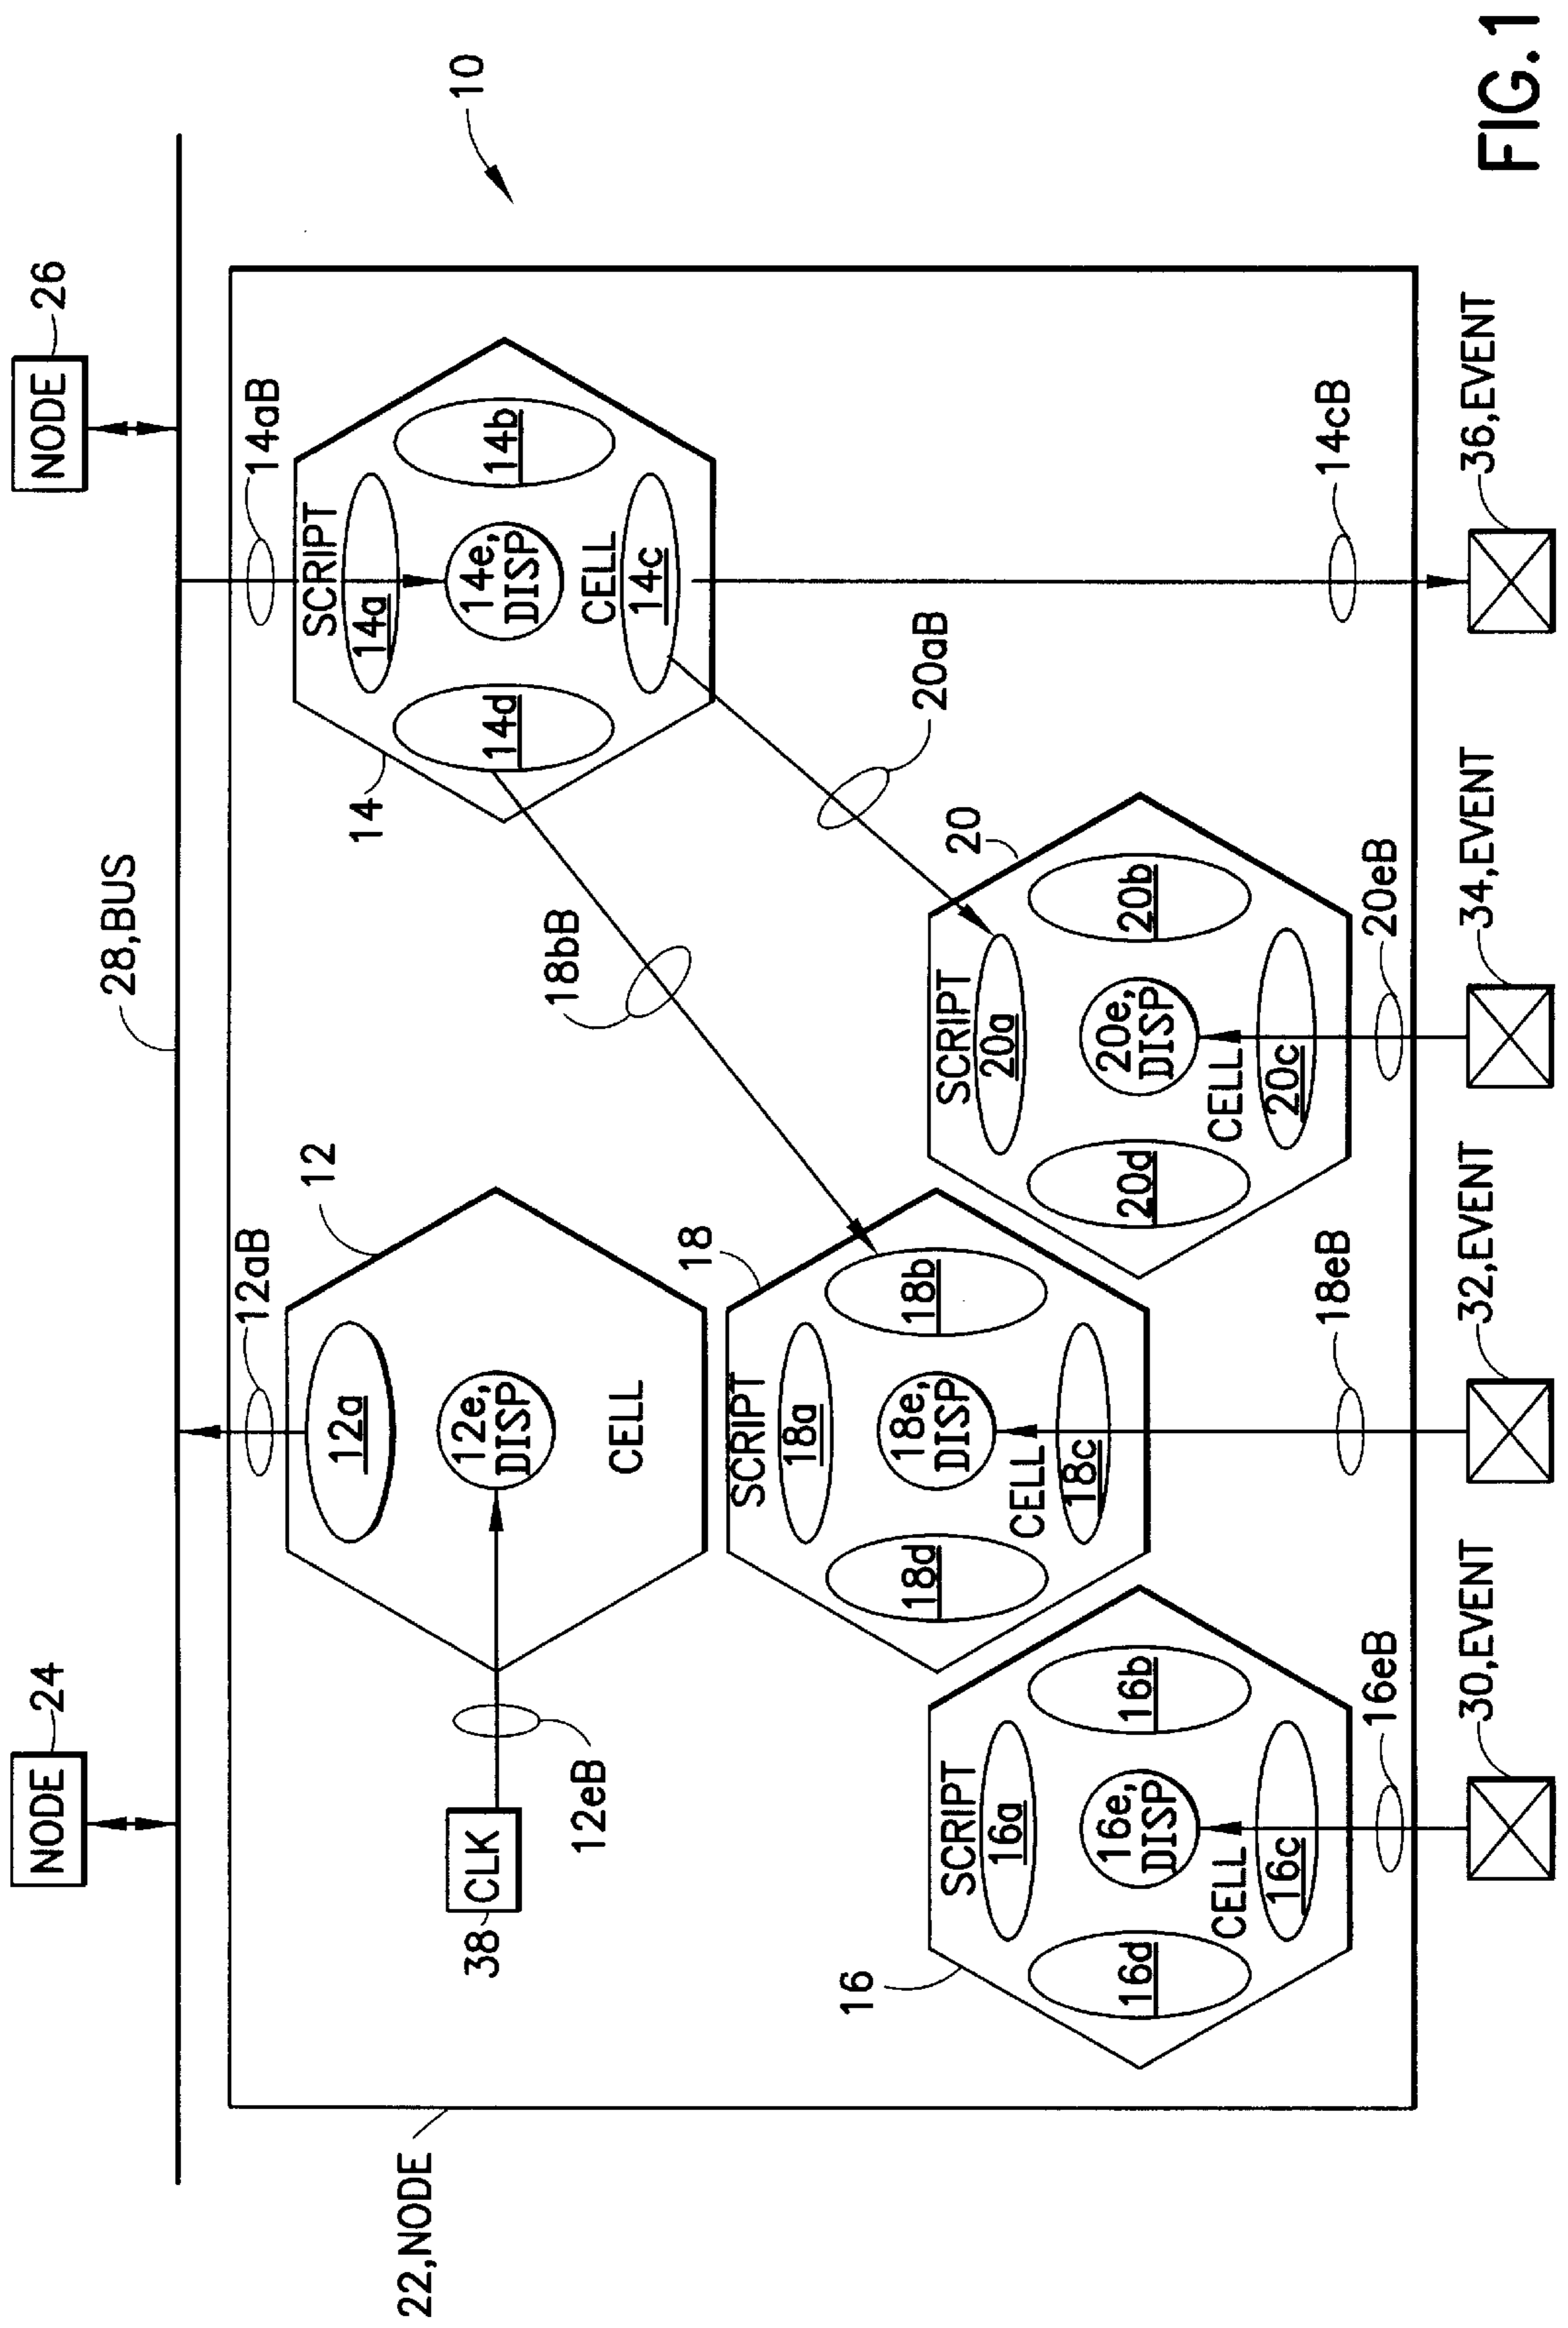 NODE
24
NODE
26
28,BUS
10
12aB
12
14aB
12a
12e,
DISP
CELL
38
CLK
12eB
14
SCRIPT
14a
14b
14c
14d
14e,
DISP
CELL
18bB
20aB
18
SCRIPT
18a
18b
18c
18d
18e,
DISP
CELL
16
SCRIPT
16a
16b
16c
16d
16e,
DISP
CELL
20
SCRIPT
20a
20b
20c
20d
20e,
DISP
CELL
22,NODE
16eB
18eB
20eB
14cB
30,EVENT
32,EVENT
34,EVENT
36,EVENT
FIG.1